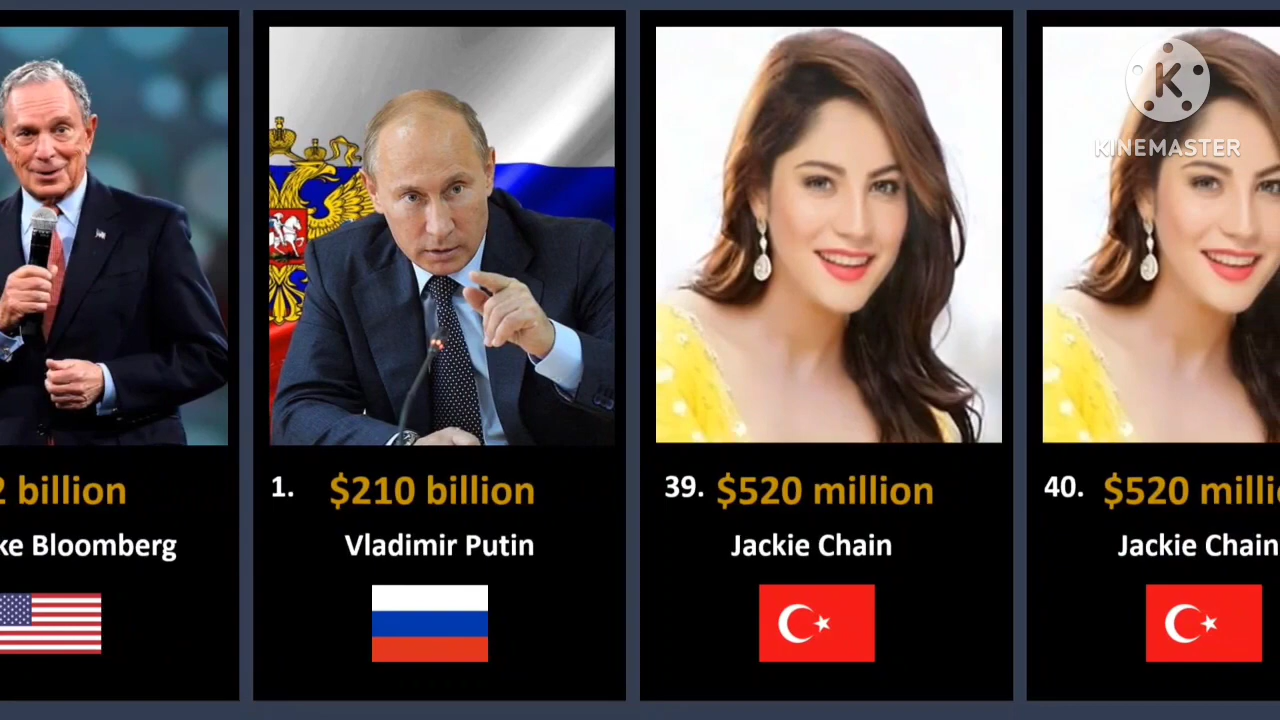 K
KINEMASTER
2 billion
ke Bloomberg
1. $210 billion
Vladimir Putin
39. $520 million
Jackie Chain
40. $520 milli
Jackie Chain